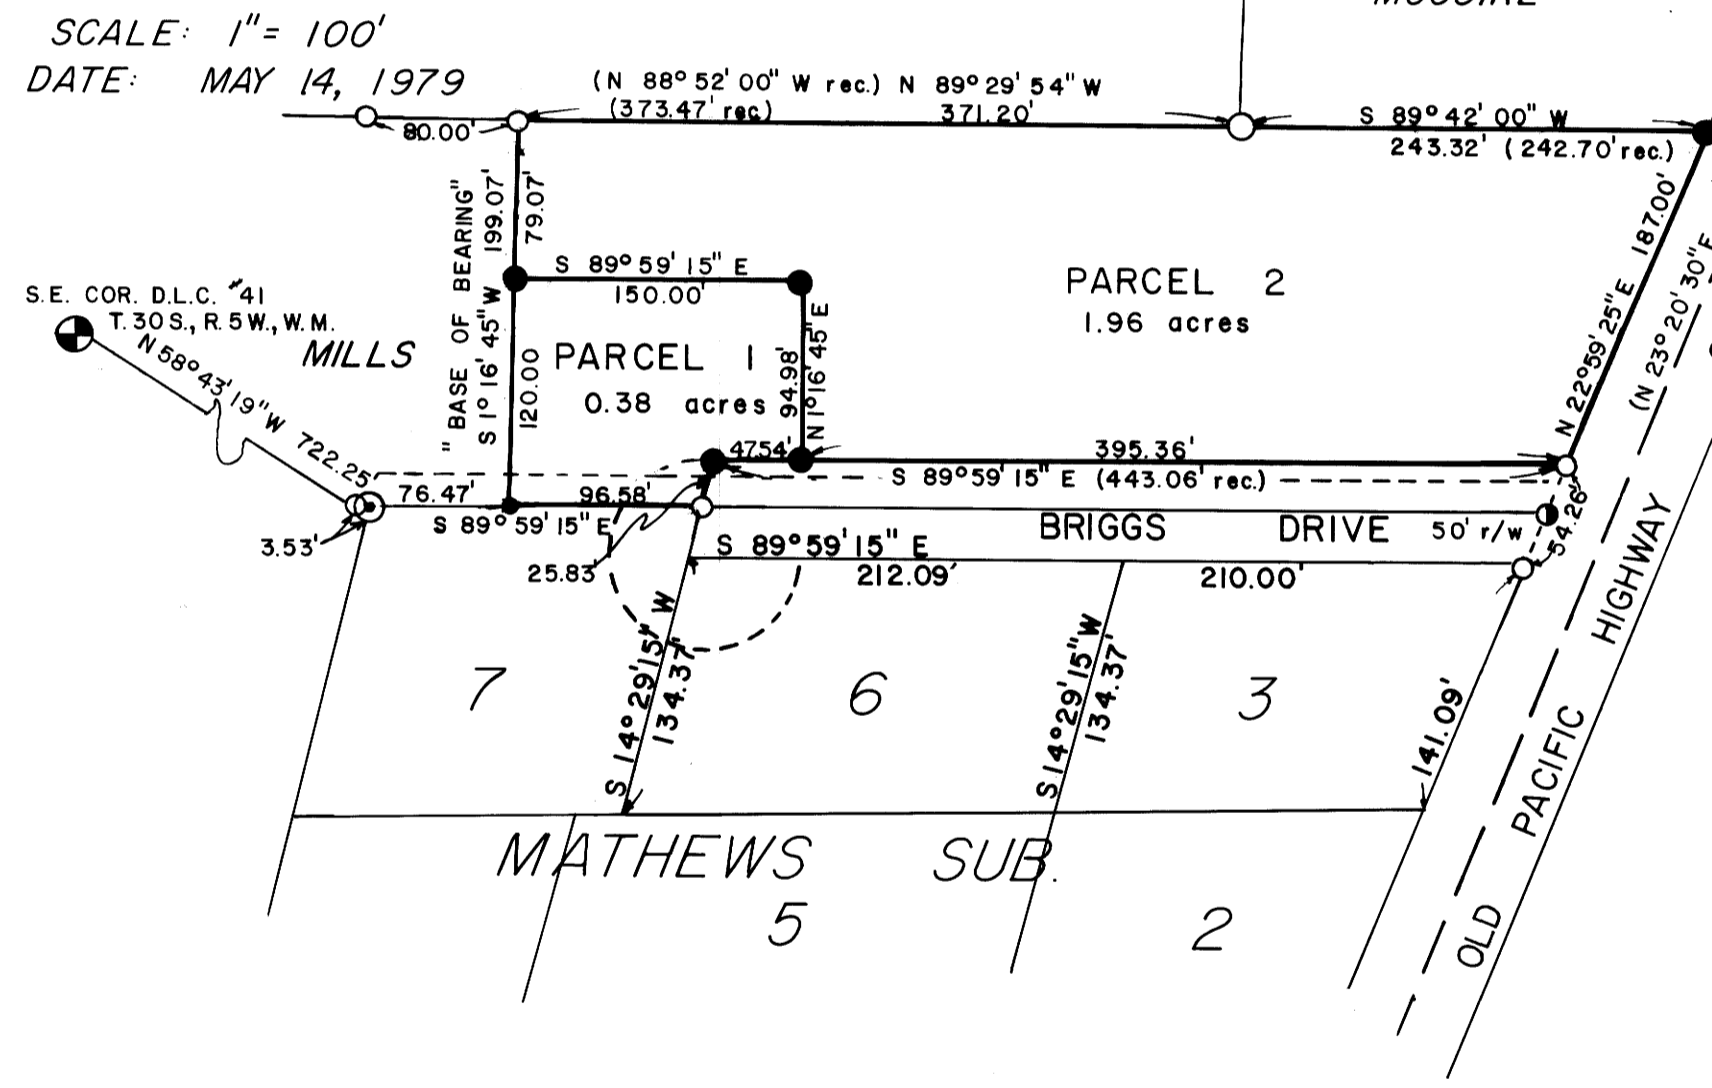 SCALE: 1"= 100'
DATE: MAY 14, 1979
(N 88° 52' 00" W rec.) N 89° 29' 54" W
(373.47' rec.) 371.20'
S 89° 42' 00" W
243.32' (242.70' rec.)
80.00'
"BASE OF BEARING"
S 1° 16' 45" W 199.07'
79.07'
120.00
S 89° 59' 15" E
150.00'
PARCEL 1
0.38 acres
94.98'
N 1° 16' 45" E
PARCEL 2
1.96 acres
N 22° 59' 25" E 187.00'
(N 23° 20' 30" E
S.E. COR. D.L.C. #41
T. 30 S., R. 5 W., W. M.
MILLS
N 58° 43' 19" W 722.25'
47.54'
395.36'
S 89° 59' 15" E (443.06' rec.)
76.47'
96.58'
S 89° 59' 15" E
3.53'
25.83'
BRIGGS DRIVE 50' r/w
54.26'
S 89° 59' 15" E
212.09'
210.00'
S 14° 29' 15" W
134.37'
S 14° 29' 15" W
134.37'
141.09'
7
6
3
MATHEWS SUB.
5
2
OLD PACIFIC HIGHWAY